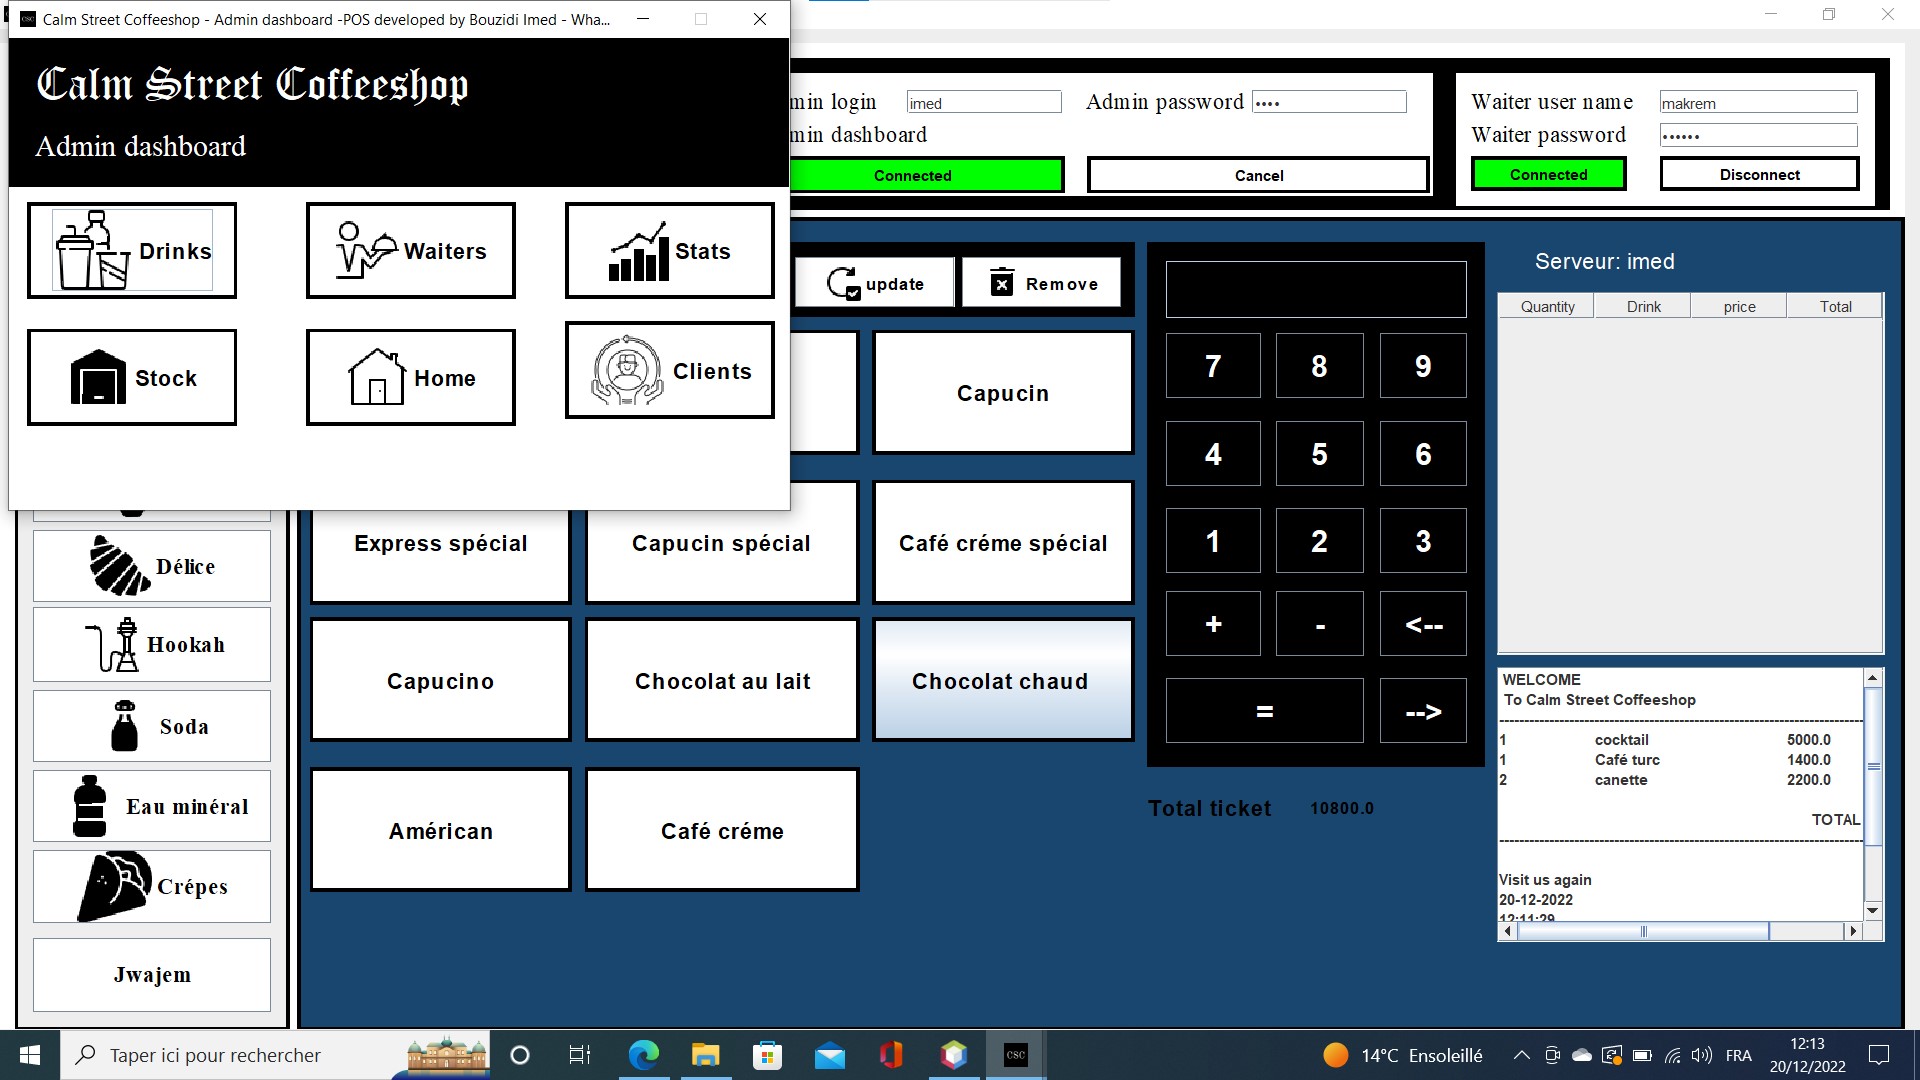 CSC Calm Street Coffeeshop - Admin dashboard -POS developed by Bouzidi Imed - Wha...
Calm Street Coffeeshop
Admin dashboard
Drinks
Waiters
Stats
Stock
Home
Clients
min login
imed
Admin password
••••
min dashboard
Connected
Cancel
Waiter user name
makrem
Waiter password
••••••
Connected
Disconnect
update
Remove
Capucin
Express spécial
Capucin spécial
Café créme spécial
Capucino
Chocolat au lait
Chocolat chaud
Américan
Café créme
Délice
Hookah
Soda
Eau minéral
Crépes
Jwajem
7 8 9
4 5 6
1 2 3
+ - <--
= -->
Total ticket 10800.0
Serveur: imed
Quantity Drink price Total
WELCOME
To Calm Street Coffeeshop
--------------------------------------------------------------------------------
1 cocktail 5000.0
1 Café turc 1400.0
2 canette 2200.0
TOTAL
--------------------------------------------------------------------------------
Visit us again
20-12-2022
12:11:29
Taper ici pour rechercher
CSC
14°C Ensoleillé
FRA
12:13
20/12/2022